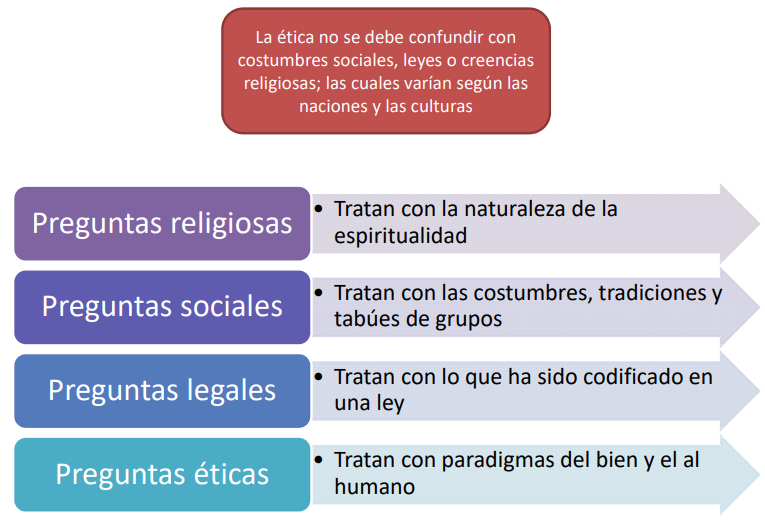 La ética no se debe confundir con
costumbres sociales, leyes o creencias
religiosas; las cuales varían según las
naciones y las culturas
Preguntas religiosas
• Tratan con la naturaleza de la
espiritualidad
Preguntas sociales
• Tratan con las costumbres, tradiciones y
tabúes de grupos
Preguntas legales
• Tratan con lo que ha sido codificado en
una ley
Preguntas éticas
• Tratan con paradigmas del bien y el al
humano